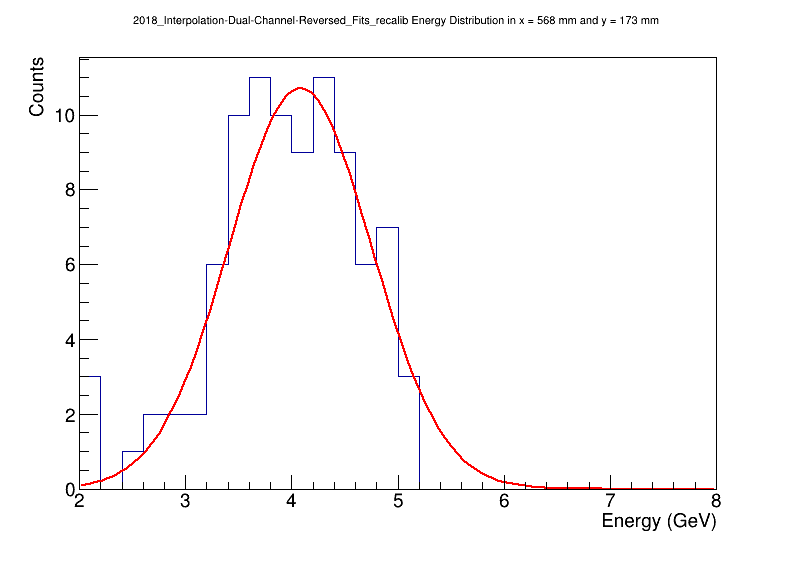 2018_Interpolation-Dual-Channel-Reversed_Fits_recalib Energy Distribution in x = 568 mm and y = 173 mm
Counts
10
8
6
4
2
0
2 3 4 5 6 7 8
Energy (GeV)